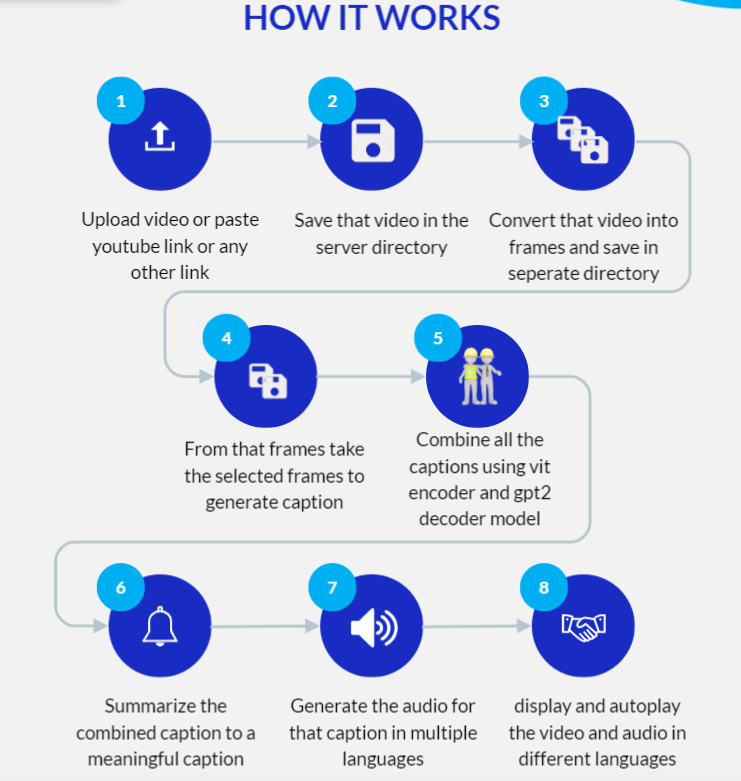 HOW IT WORKS
1
Upload video or paste
youtube link or any
other link
2
Save that video in the
server directory
3
Convert that video into
frames and save in
seperate directory
4
From that frames take
the selected frames to
generate caption
5
Combine all the
captions using vit
encoder and gpt2
decoder model
6
Summarize the
combined caption to a
meaningful caption
7
Generate the audio for
that caption in multiple
languages
8
display and autoplay
the video and audio in
different languages